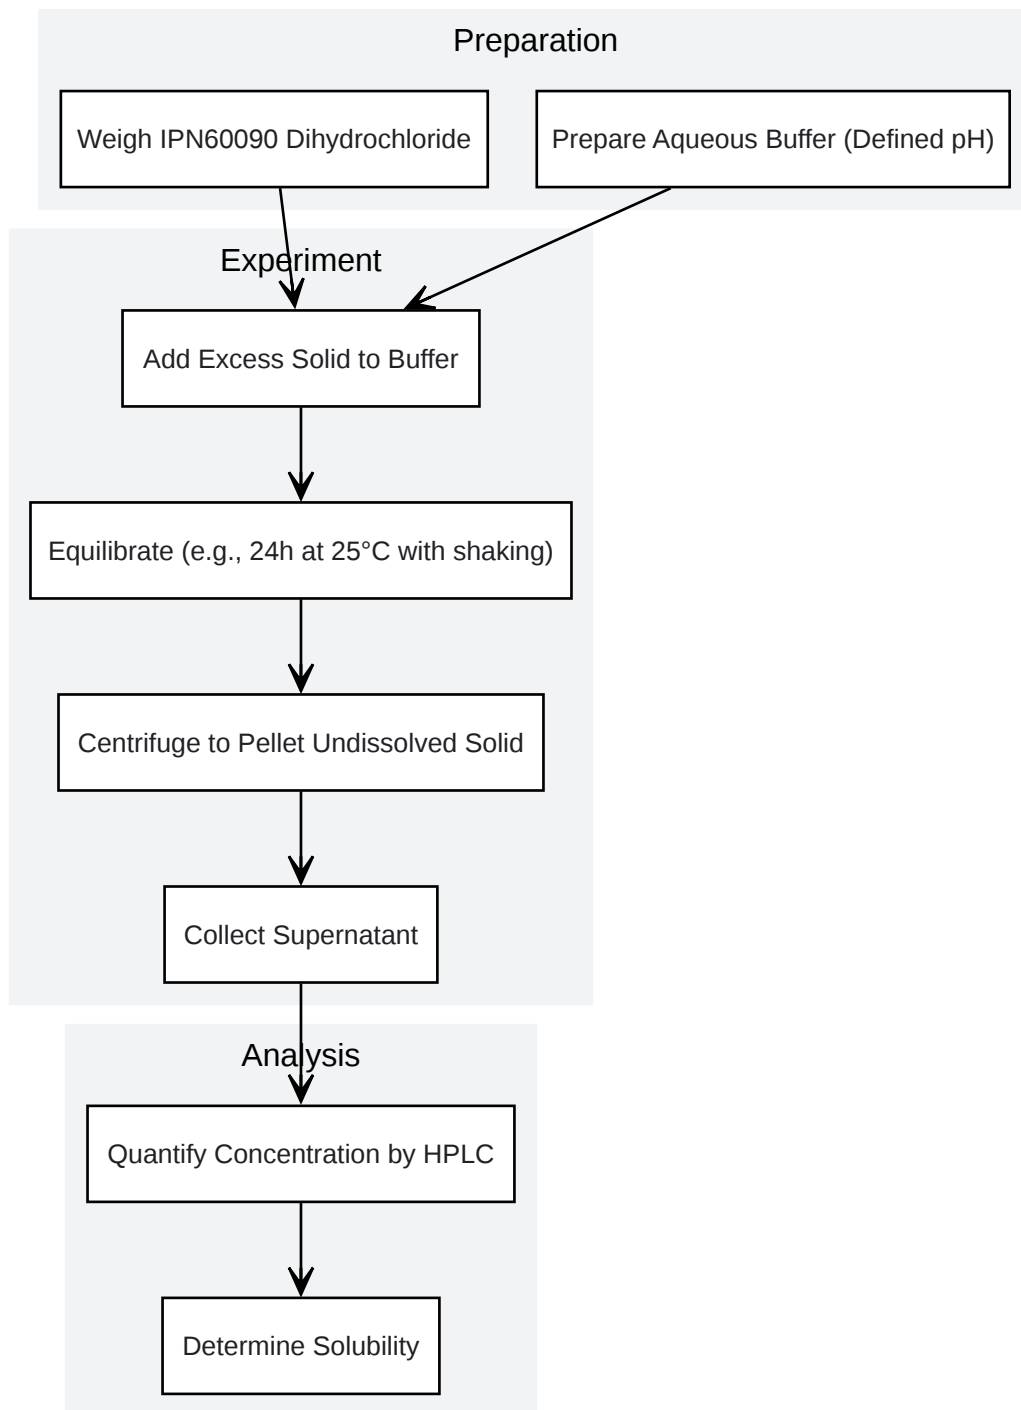 Preparation
Weigh IPN60090 Dihydrochloride
Prepare Aqueous Buffer (Defined pH)
Experiment
Add Excess Solid to Buffer
Equilibrate (e.g., 24h at 25°C with shaking)
Centrifuge to Pellet Undissolved Solid
Collect Supernatant
Analysis
Quantify Concentration by HPLC
Determine Solubility